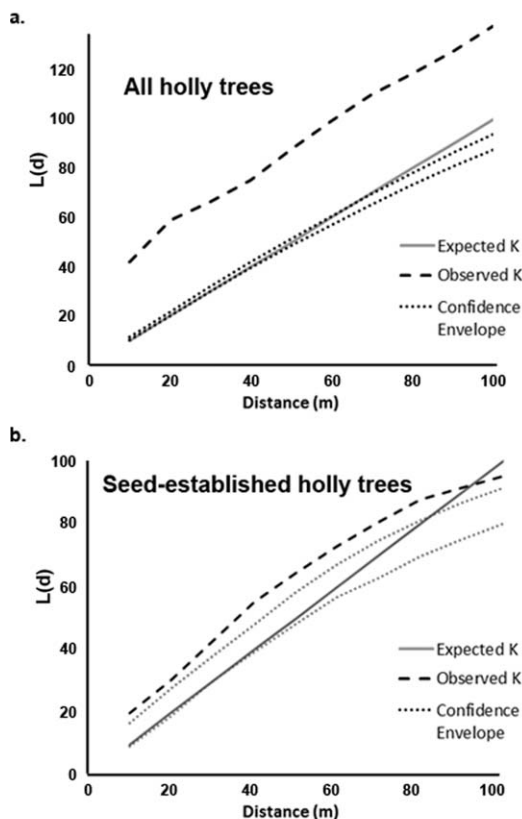 a.
All holly trees
L(d)
120
100
80
60
40
20
0
0 20 40 60 80 100
Distance (m)
Expected K
Observed K
Confidence
Envelope
b.
Seed-established holly trees
L(d)
100
80
60
40
20
0
0 20 40 60 80 100
Distance (m)
Expected K
Observed K
Confidence
Envelope